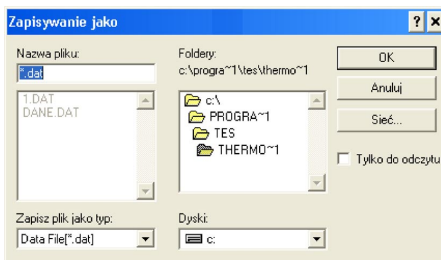 Zapisywanie jako
Nazwa pliku:
*.dat
1.DAT
DANE.DAT
Zapisz plik jako typ:
Data File[*.dat]
Foldery:
c:\progra~1\tes\thermo~1
c:\
PROGRA~1
TES
THERMO~1
Dyski:
c:
OK
Anuluj
Sieć...
Tylko do odczytu